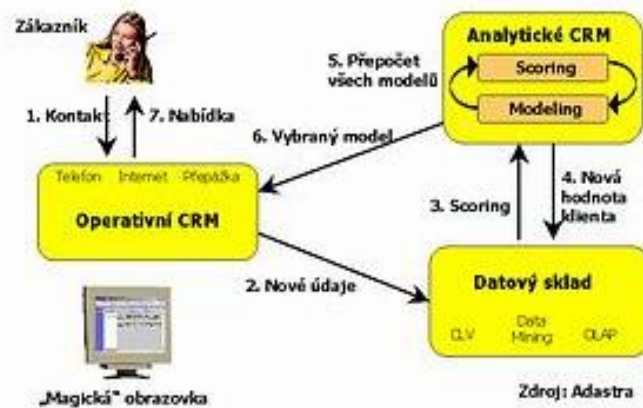 Zákazník
1. Kontakt
7. Nabídka
Telefon Internet Přepážka
Operativní CRM
„Magická" obrazovka
5. Přepočet
všech modelů
6. Vybraný model
Analytické CRM
Scoring
Modeling
3. Scoring
4. Nová
hodnota
klienta
2. Nové údaje
Datový sklad
CLV
Data
Mining
OLAP
Zdroj: Adastra